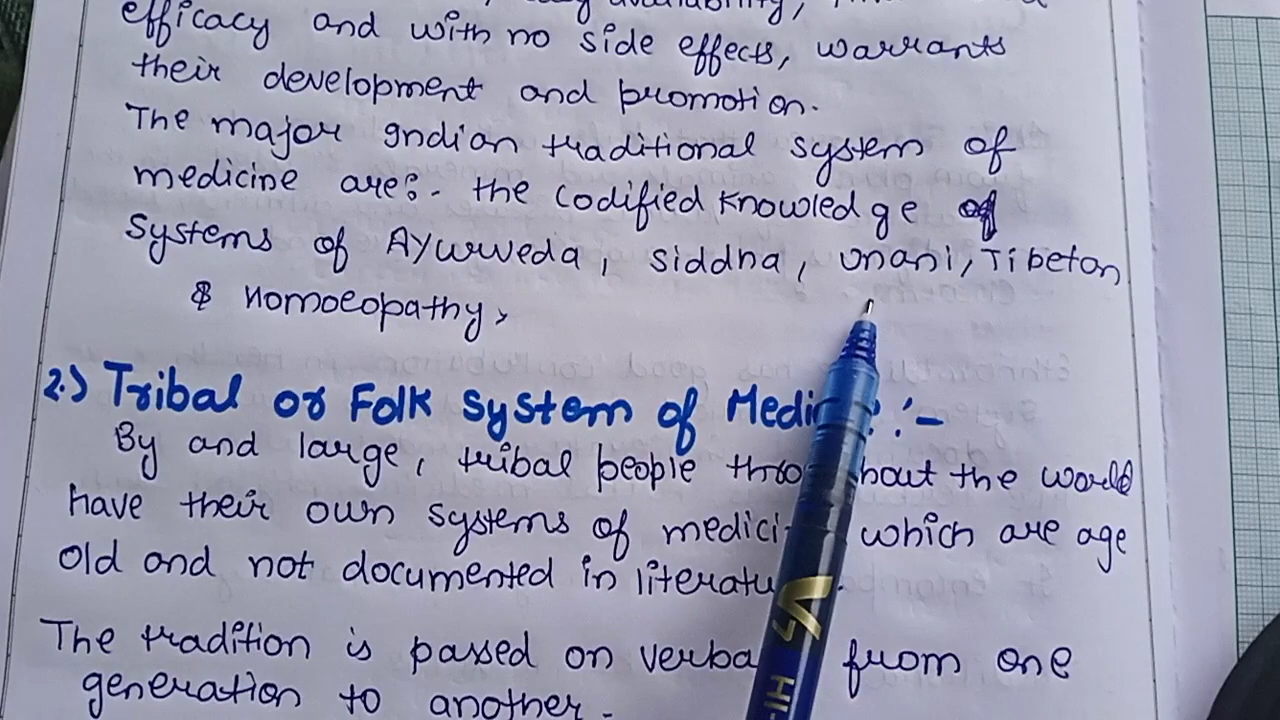 efficacy and with no side effects, warrants
their development and promotion.
The major Indian traditional system of
medicine are:- the codified knowledge of
Systems of Ayurveda, Siddha, Unani, Tibeton
& Homoeopathy,
2.) Tribal or Folk System of Medi :-
By and large, tribal people thro hout the world
have their own systems of medici which are age
old and not documented in literatu
The tradition is passed on verba from one
generation to another.
V7
HI-